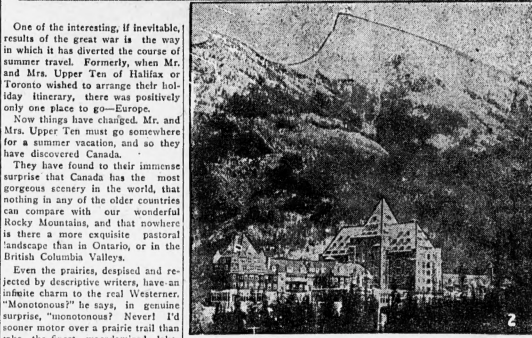 One of the interesting, if inevitable,
results of the great war is the way
in which it has diverted the course of
summer travel. Formerly, when Mr.
and Mrs. Upper Ten of Halifax or
Toronto wished to arrange their hol-
iday itinerary, there was positively
only one place to go—Europe.
Now things have changed. Mr. and
Mrs. Upper Ten must go somewhere
for a summer vacation, and so they
have discovered Canada.
They have found to their immense
surprise that Canada has the most
gorgeous scenery in the world, that
nothing in any of the older countries
can compare with our wonderful
Rocky Mountains, and that nowhere
is there a more exquisite pastoral
landscape than in Ontario, or in the
British Columbia Valleys.
Even the prairies, despised and re-
jected by descriptive writers, have an
infinite charm to the real Westerner.
"Monotonous?" he says, in genuine
surprise, "monotonous? Never! I'd
sooner motor over a prairie trail than
2